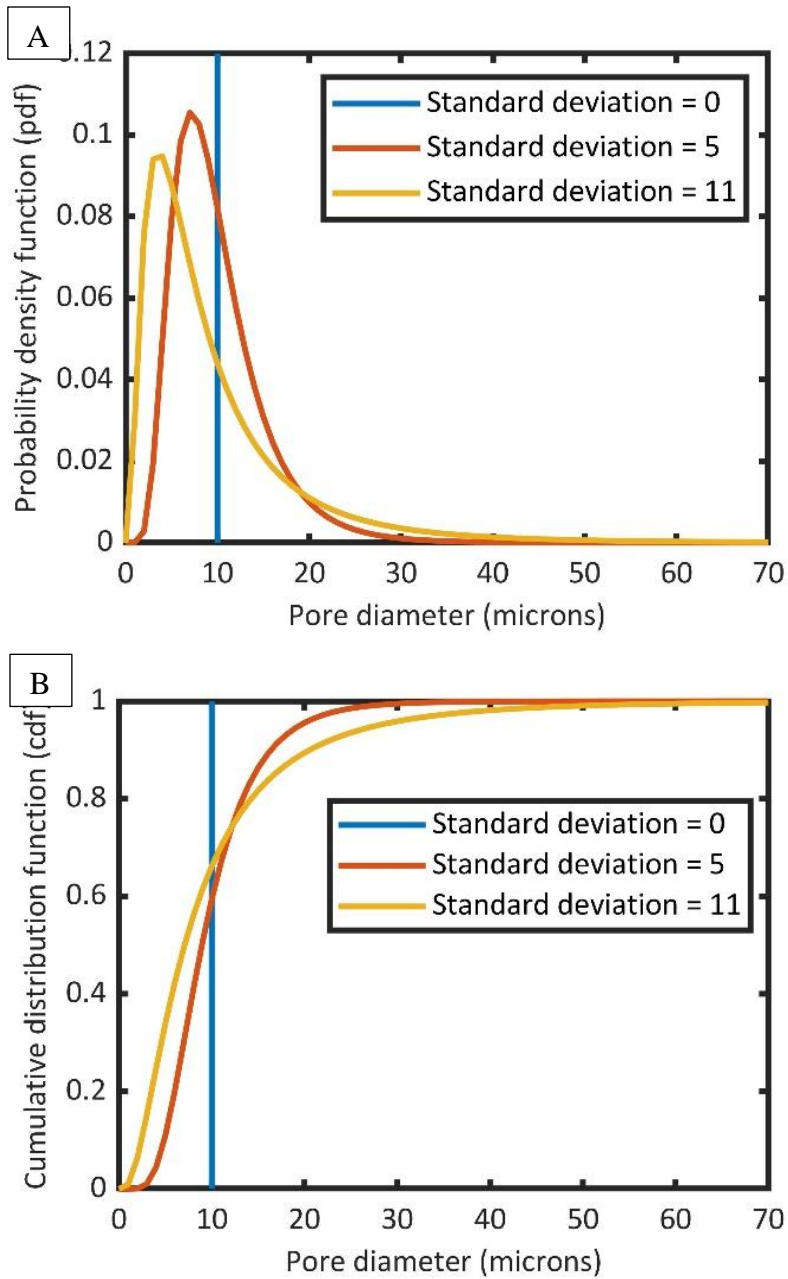 A
0.12
0.1
0.08
0.06
0.04
0.02
0
Probability density function (pdf)
Standard deviation = 0
Standard deviation = 5
Standard deviation = 11
0 10 20 30 40 50 60 70
Pore diameter (microns)
B
1
0.8
0.6
0.4
0.2
0
Cumulative distribution function (cdf)
Standard deviation = 0
Standard deviation = 5
Standard deviation = 11
0 10 20 30 40 50 60 70
Pore diameter (microns)